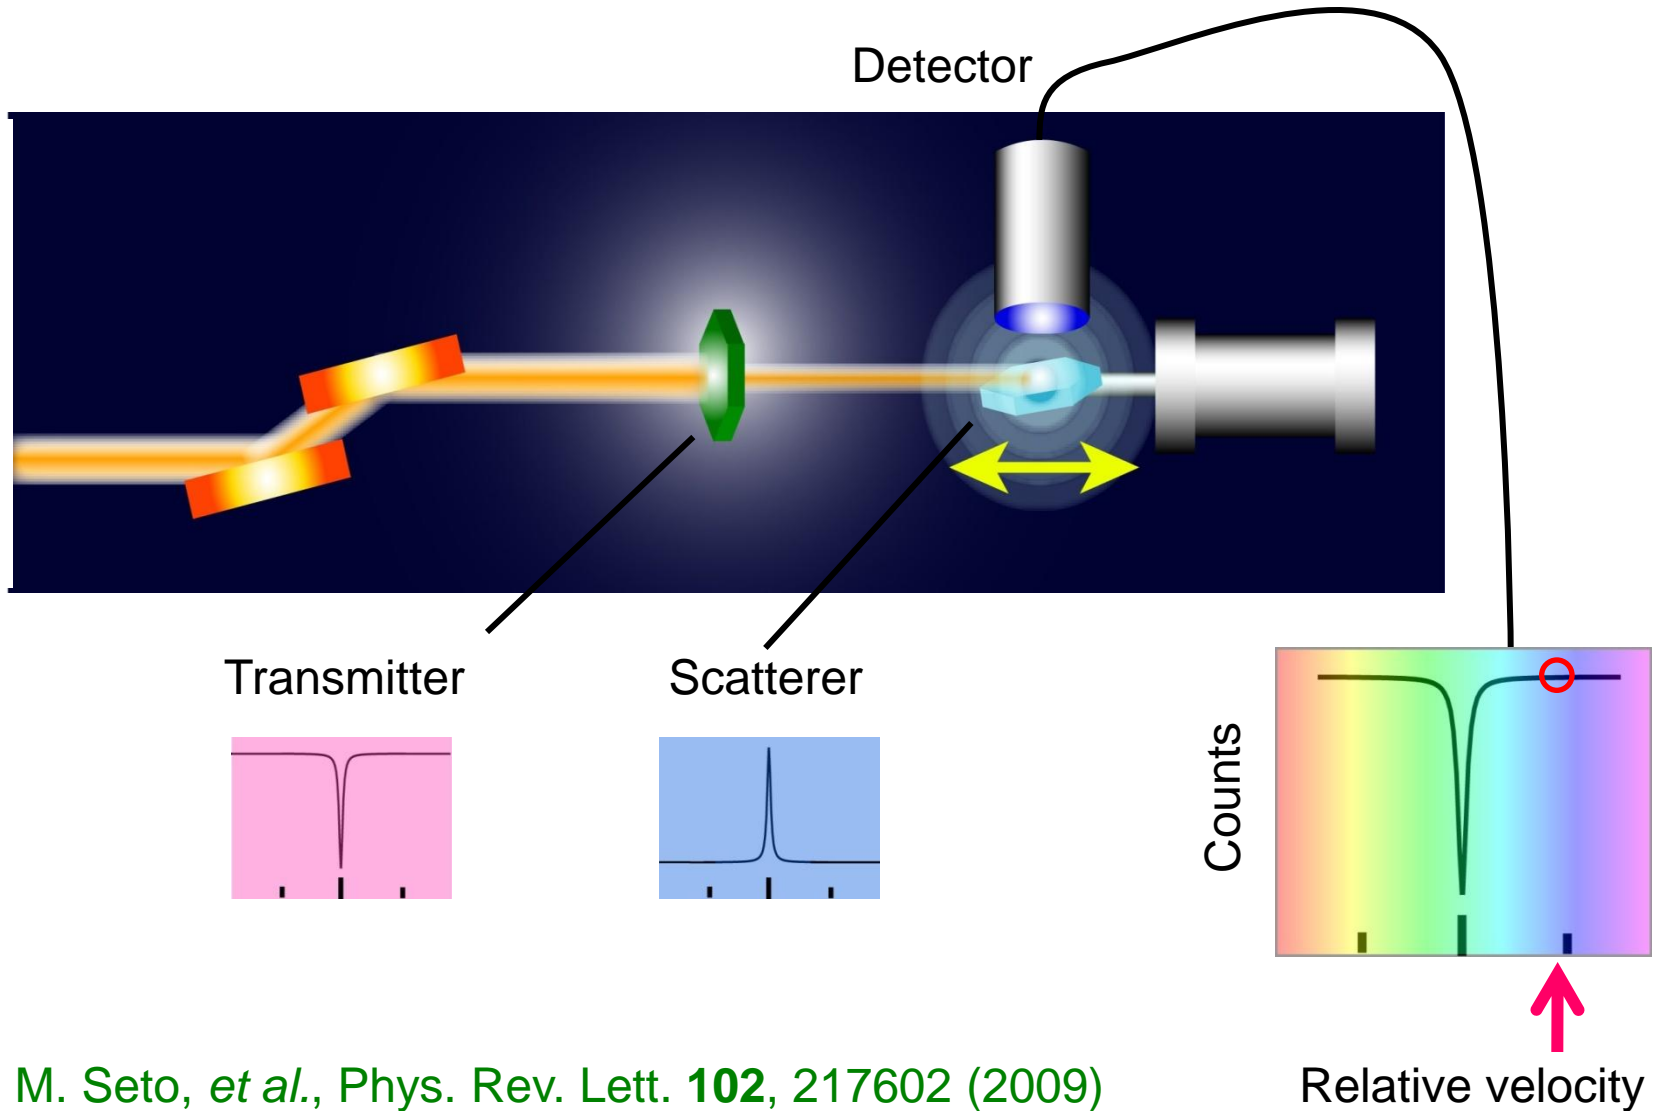 Detector
Transmitter
Scatterer
Counts
Relative velocity
M. Seto, et al., Phys. Rev. Lett. 102, 217602 (2009)